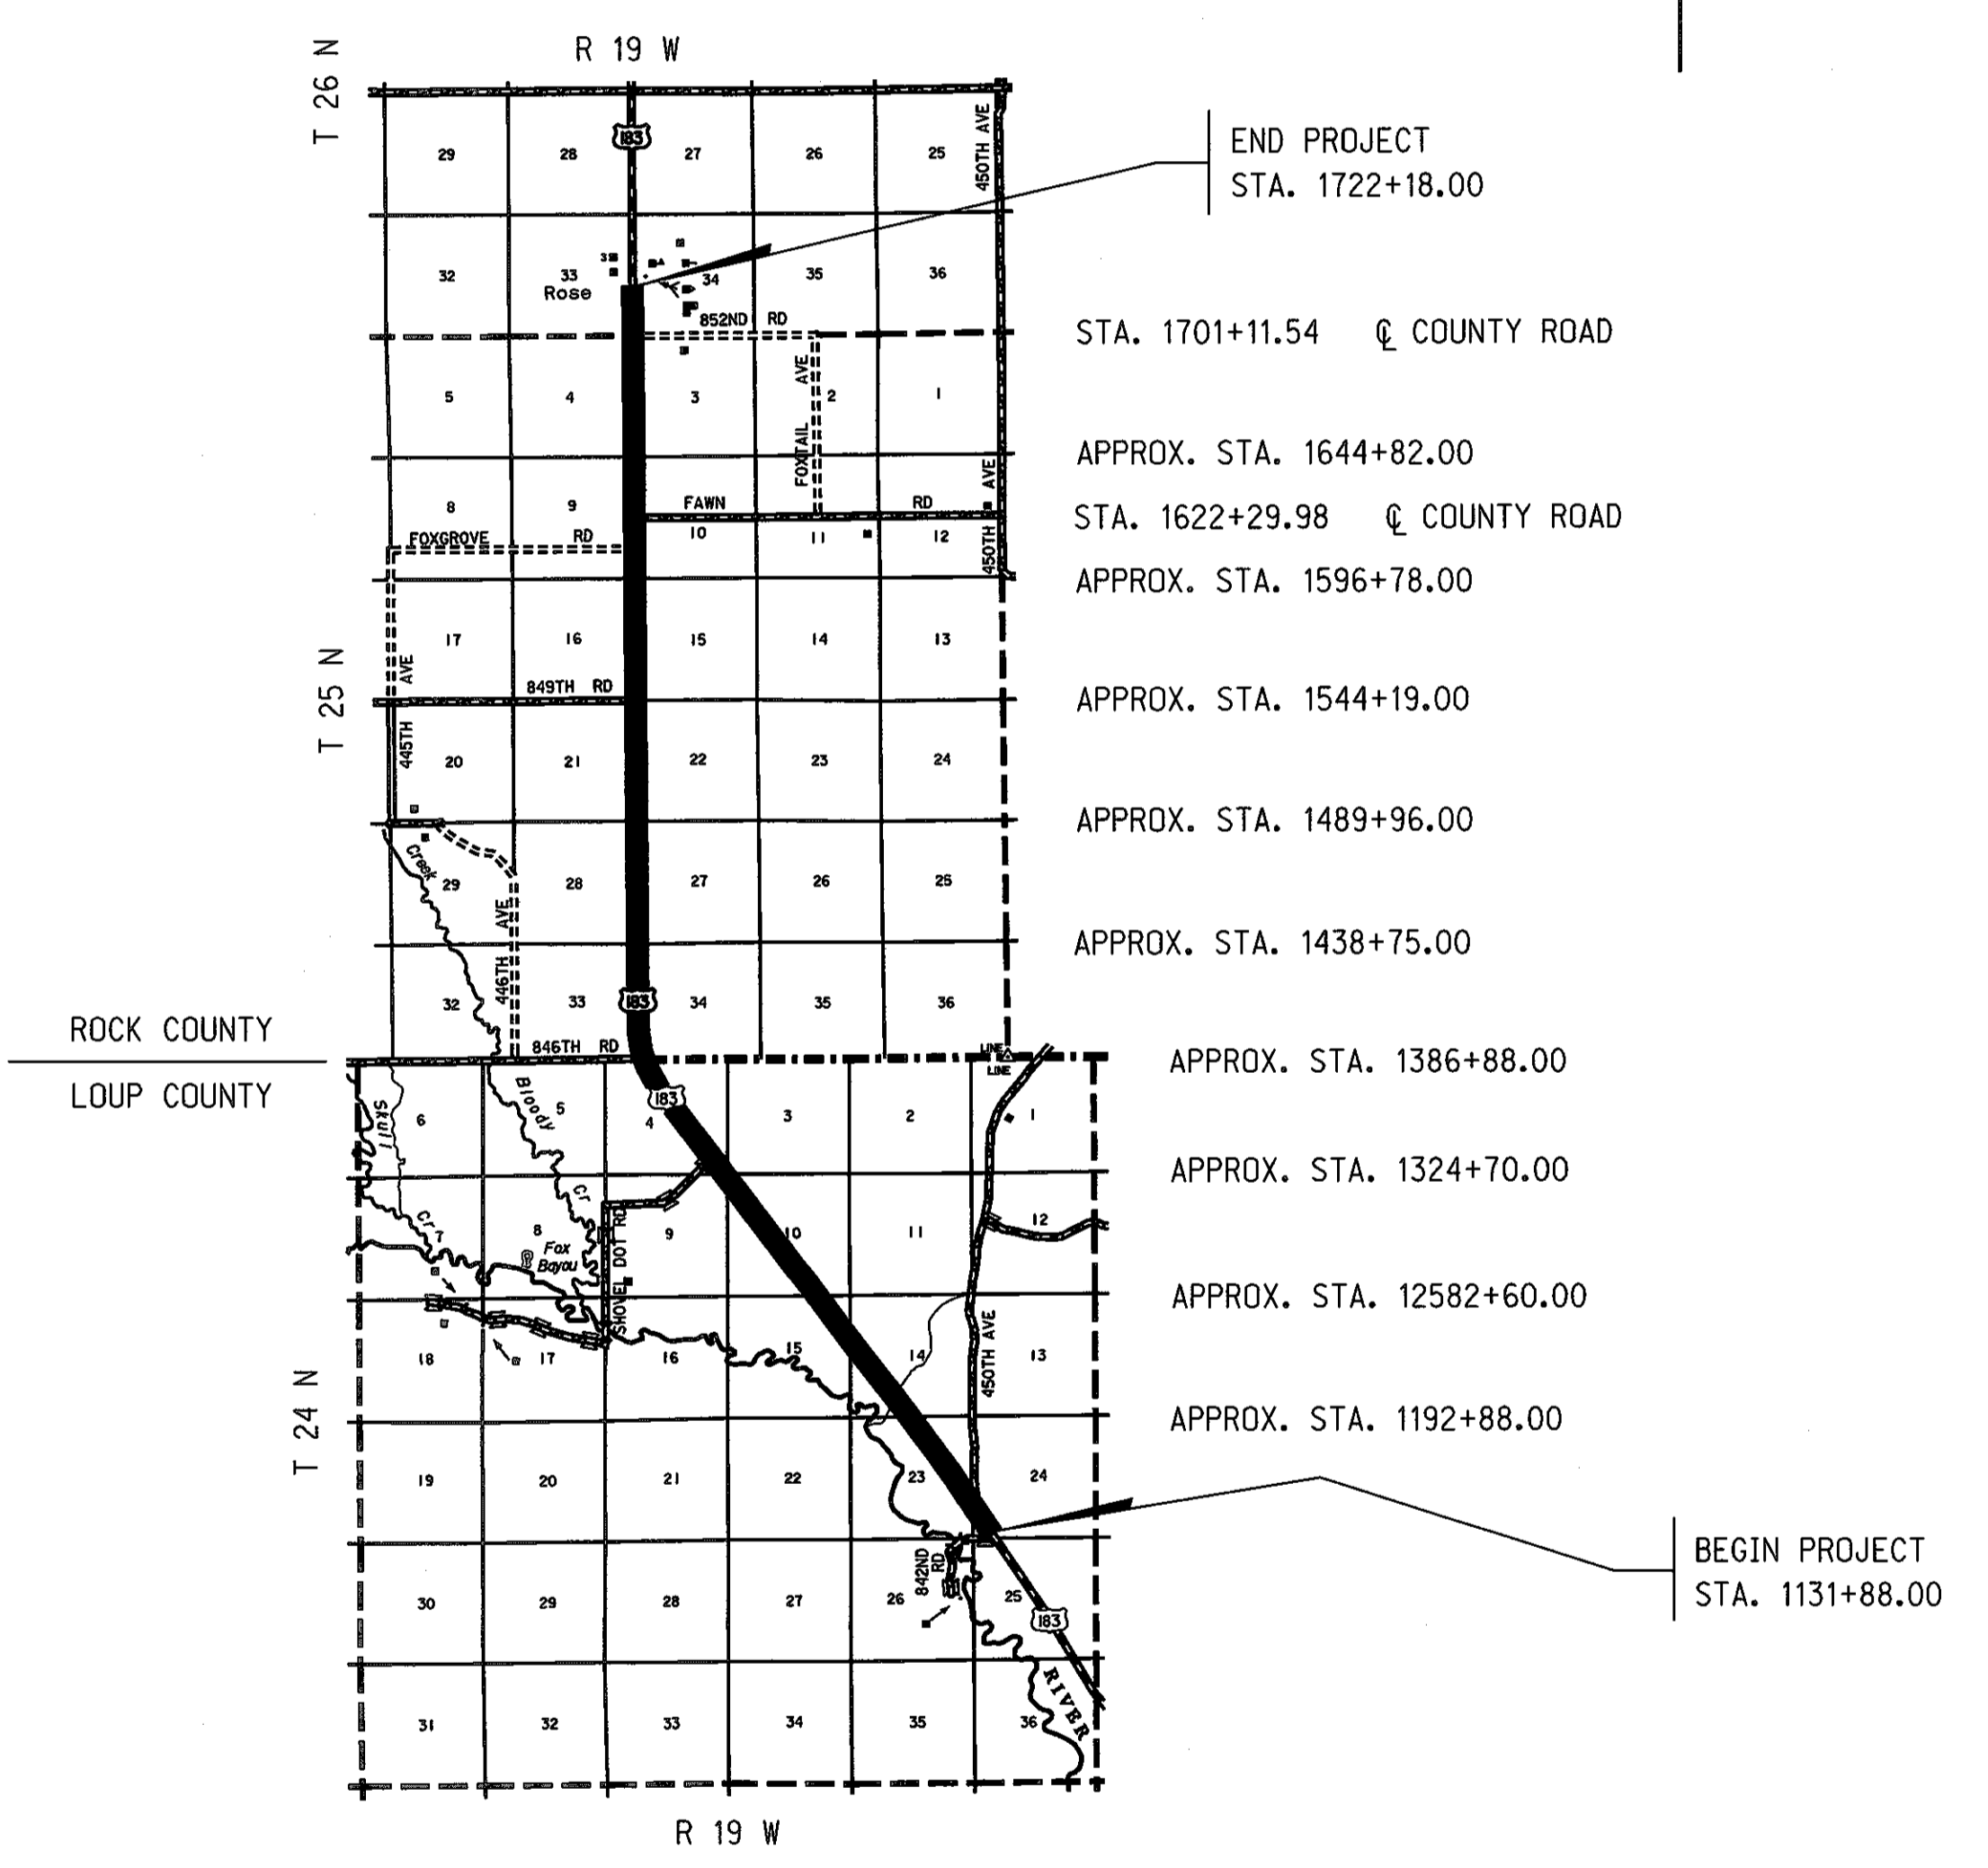 R 19 W
T 26 N
183
29 28 27 26 25
450TH AVE
END PROJECT
STA. 1722+18.00
32 33 34 35 36
Rose
852ND RD
STA. 1701+11.54 ℄ COUNTY ROAD
5 4 3 2 1
FOXTAIL AVE
APPROX. STA. 1644+82.00
8 9 FAWN RD
450TH AVE
STA. 1622+29.98 ℄ COUNTY ROAD
FOXGROVE RD 10 11 12
APPROX. STA. 1596+78.00
T 25 N
17 16 15 14 13
445TH AVE
849TH RD
APPROX. STA. 1544+19.00
20 21 22 23 24
APPROX. STA. 1489+96.00
Creek
29 28 27 26 25
446TH AVE
APPROX. STA. 1438+75.00
32 33 183 34 35 36
ROCK COUNTY
846TH RD
LINE
LINE
APPROX. STA. 1386+88.00
LOUP COUNTY
183
Skull
Bloody
6 5 4 3 2 1
APPROX. STA. 1324+70.00
Cr
Cr
7 8 9 10 11 12
Fox
Bayou
SHOVEL DOT RD
APPROX. STA. 12582+60.00
450TH AVE
18 17 16 15 14 13
T 24 N
APPROX. STA. 1192+88.00
19 20 21 22 23 24
BEGIN PROJECT
STA. 1131+88.00
842ND
RD
30 29 28 27 26 25
183
RIVER
31 32 33 34 35 36
R 19 W